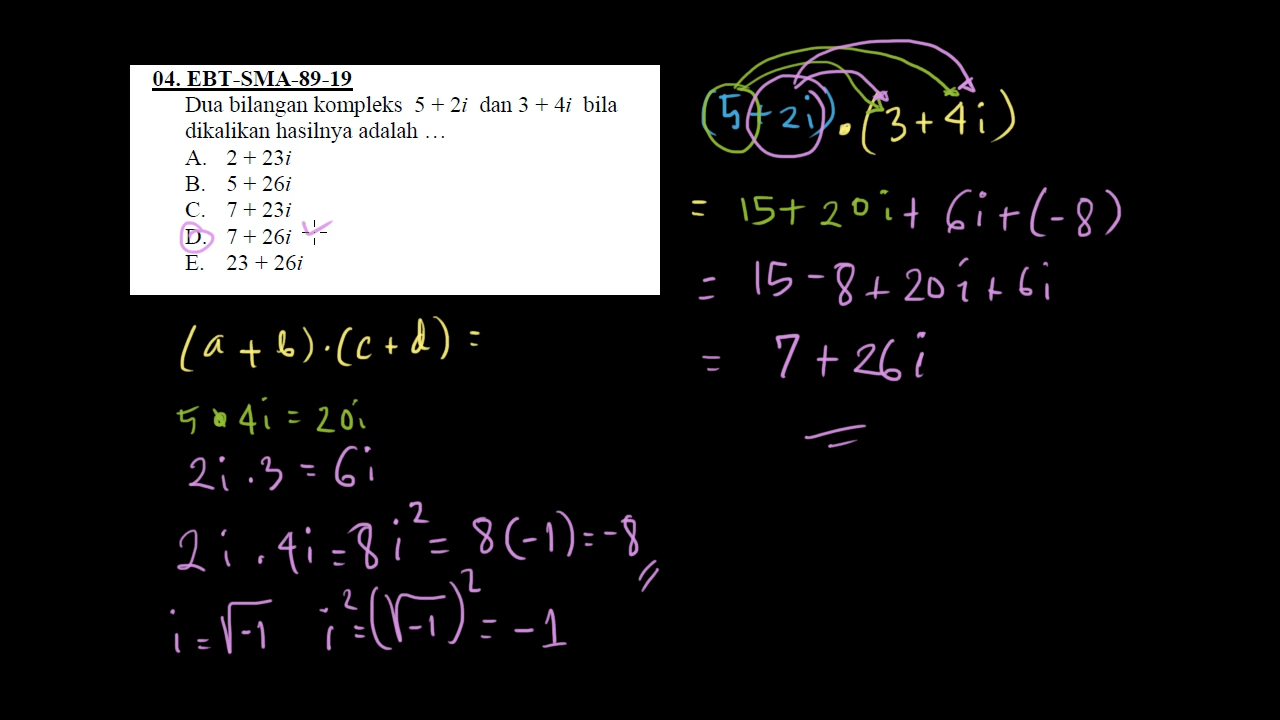 04. EBT-SMA-89-19
Dua bilangan kompleks 5 + 2i dan 3 + 4i bila
dikalikan hasilnya adalah …
A. 2 + 23i
B. 5 + 26i
C. 7 + 23i
D. 7 + 26i
E. 23 + 26i
(a + b) · (c + d) =
5 · 4i = 20i
2i · 3 = 6i
2i . 4i = 8i² = 8(-1) = -8
i = √-1 i² = (√-1)² = -1
(5 + 2i) · (3 + 4i)
= 15 + 20i + 6i + (-8)
= 15 - 8 + 20i + 6i
= 7 + 26i